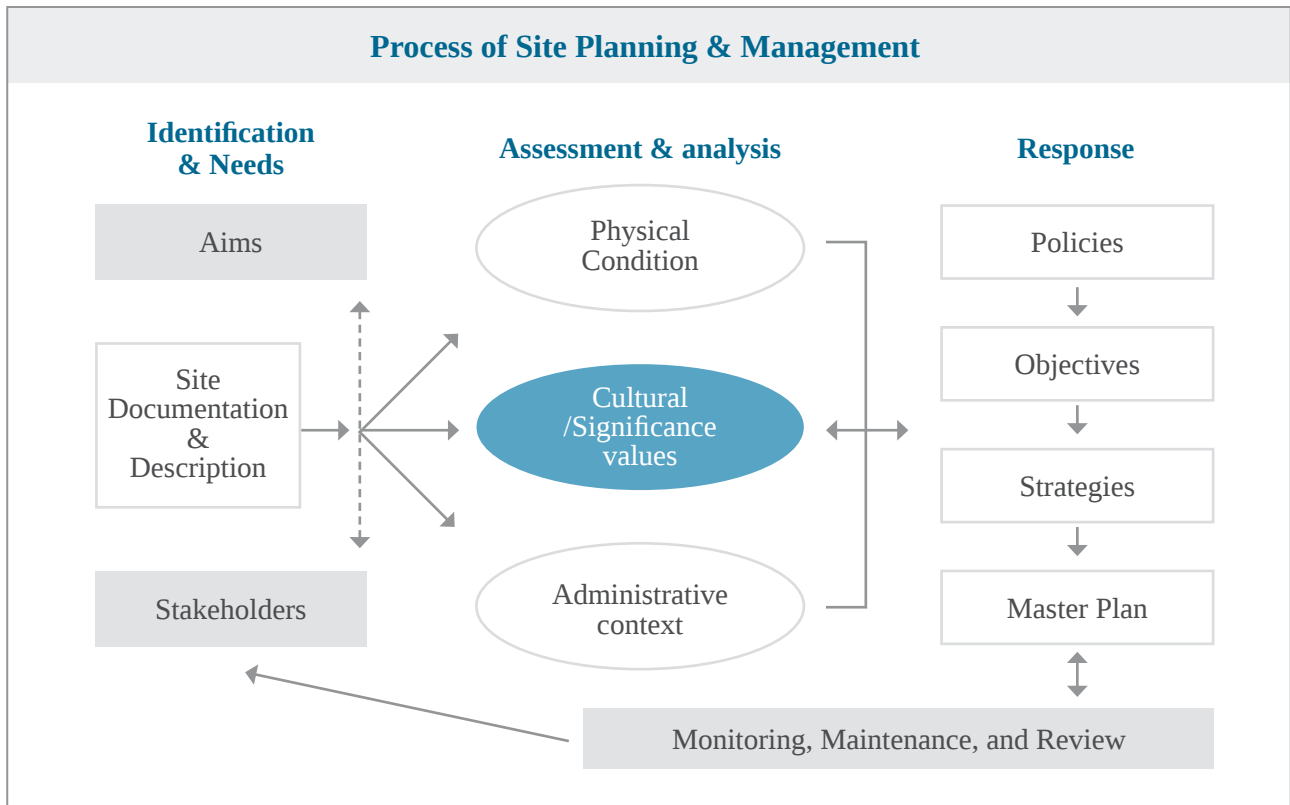 Process of Site Planning & Management
Identification
& Needs
Aims
Site
Documentation
&
Description
Stakeholders
Assessment & analysis
Physical
Condition
Cultural
/Significance
values
Administrative
context
Response
Policies
Objectives
Strategies
Master Plan
Monitoring, Maintenance, and Review